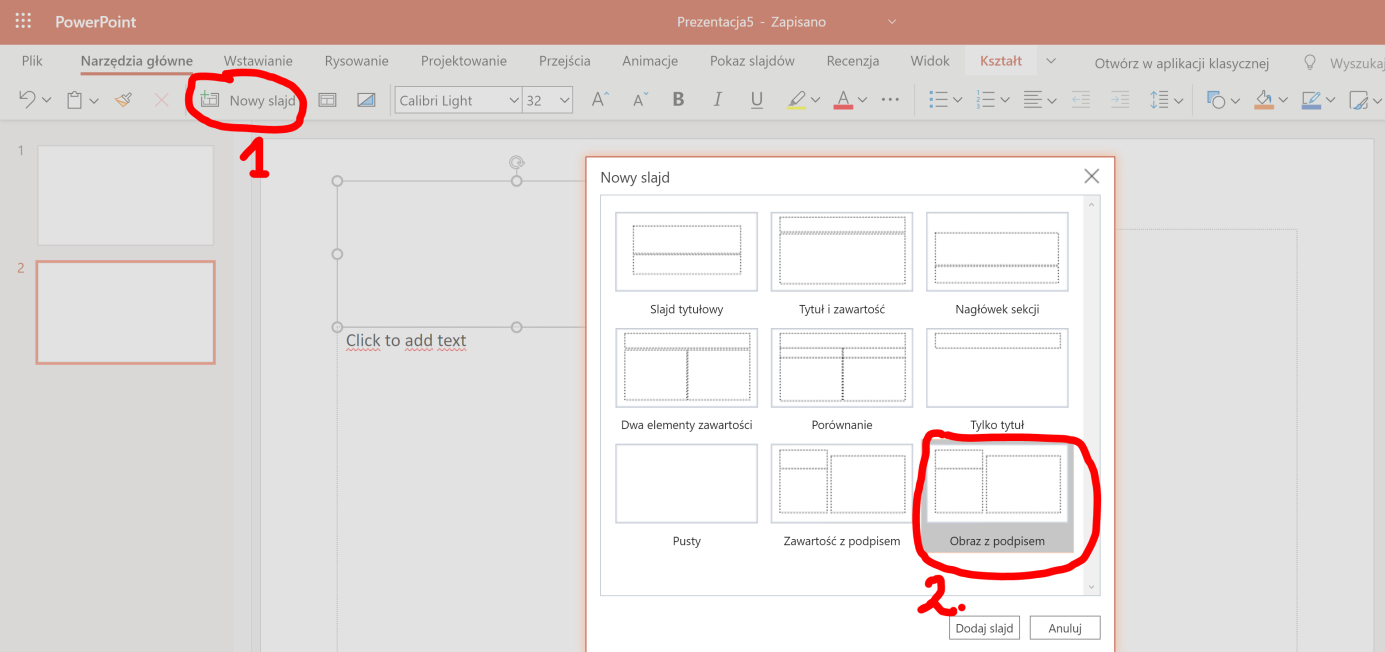 PowerPoint
Prezentacja5 - Zapisano
Plik Narzędzia główne Wstawianie Rysowanie Projektowanie Przejścia Animacje Pokaz slajdów Recenzja Widok Kształt Otwórz w aplikacji klasycznej Wyszukaj
Nowy slajd Calibri Light 32 A A B I U A
1
1
2
Click to add text
Nowy slajd
Slajd tytułowy Tytuł i zawartość Nagłówek sekcji
Dwa elementy zawartości Porównanie Tylko tytuł
Pusty Zawartość z podpisem Obraz z podpisem
2.
Dodaj slajd Anuluj